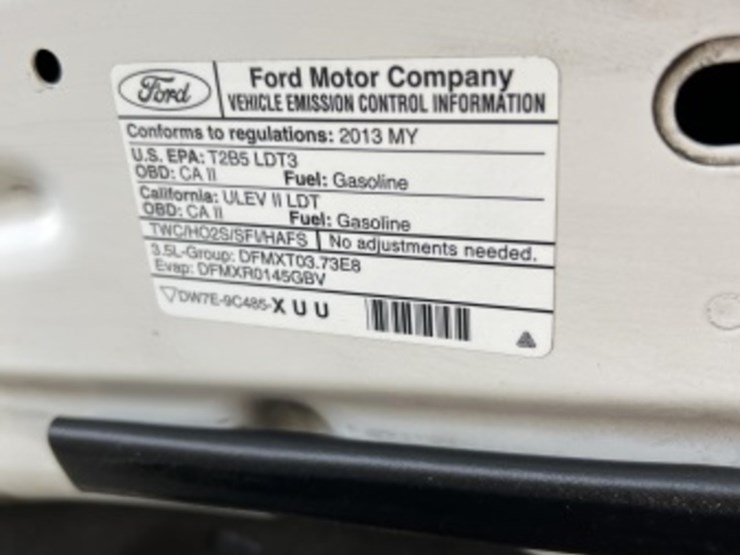 Ford
Ford Motor Company
VEHICLE EMISSION CONTROL INFORMATION
Conforms to regulations: 2013 MY
U.S. EPA: T2B5 LDT3
OBD: CA II Fuel: Gasoline
California: ULEV II LDT
OBD: CA II Fuel: Gasoline
TWC/HO2S/SFI/HAFS No adjustments needed.
3.5L-Group: DFMXT03.73E8
Evap: DFMXR0145GBV
DW7E-9C485-X U U